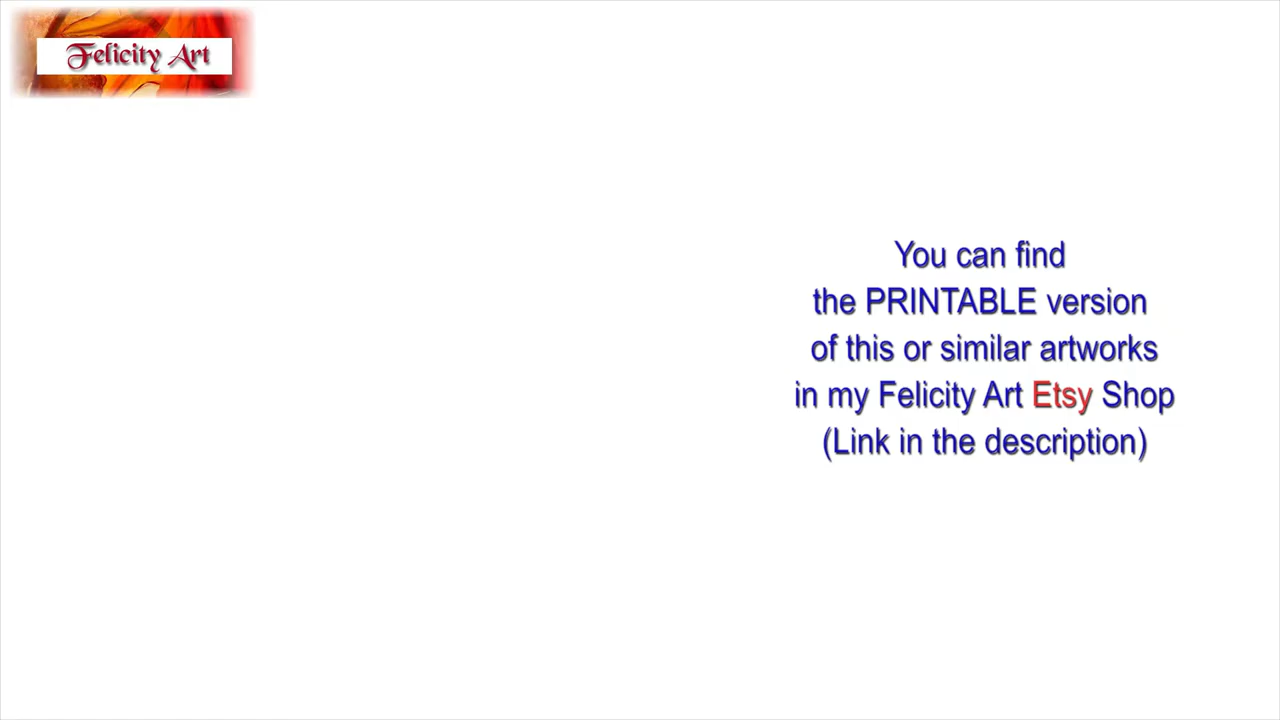 Felicity Art
You can find
the PRINTABLE version
of this or similar artworks
in my Felicity Art Etsy Shop
(Link in the description)